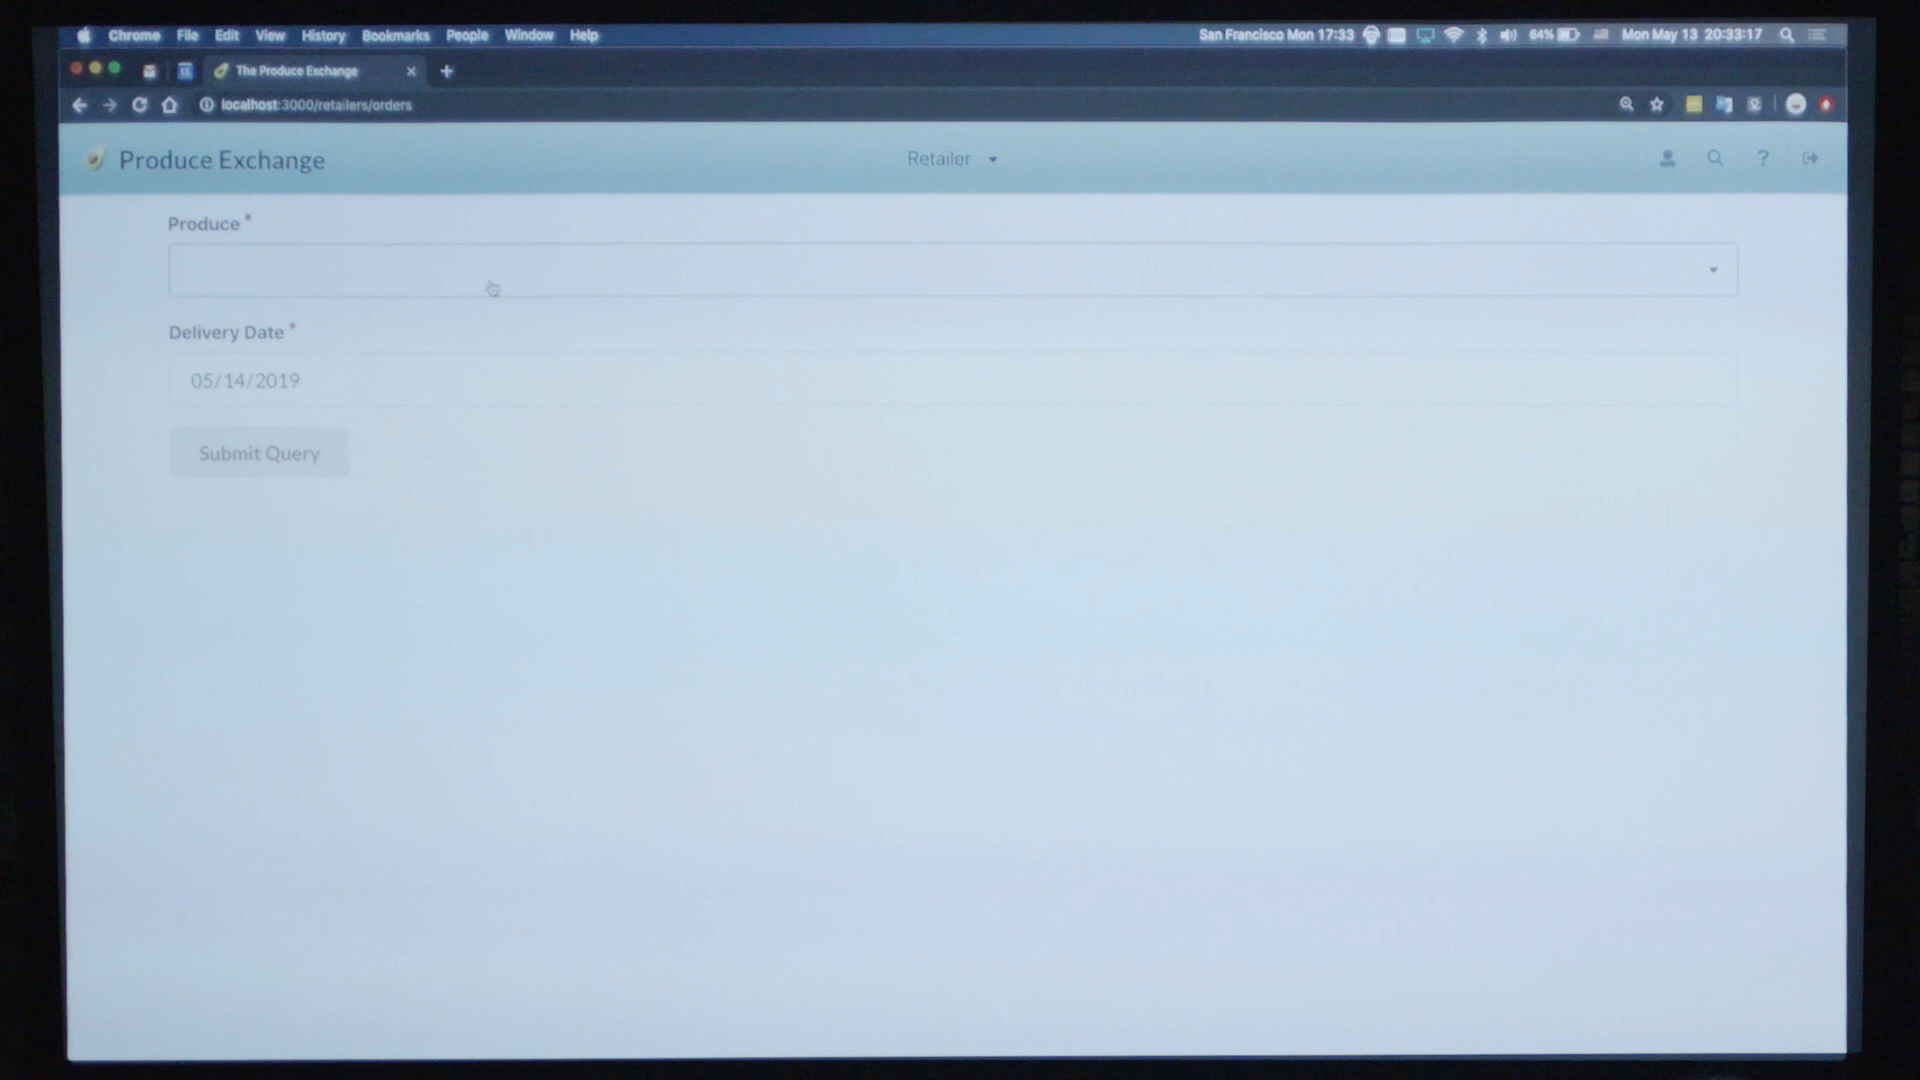 Chrome File Edit View History Bookmarks People Window Help San Francisco Mon 17:33 64% Mon May 13 20:33:17
The Produce Exchange
localhost:3000/retailers/orders
Produce Exchange Retailer ?
Produce *
Delivery Date *
05/14/2019
Submit Query